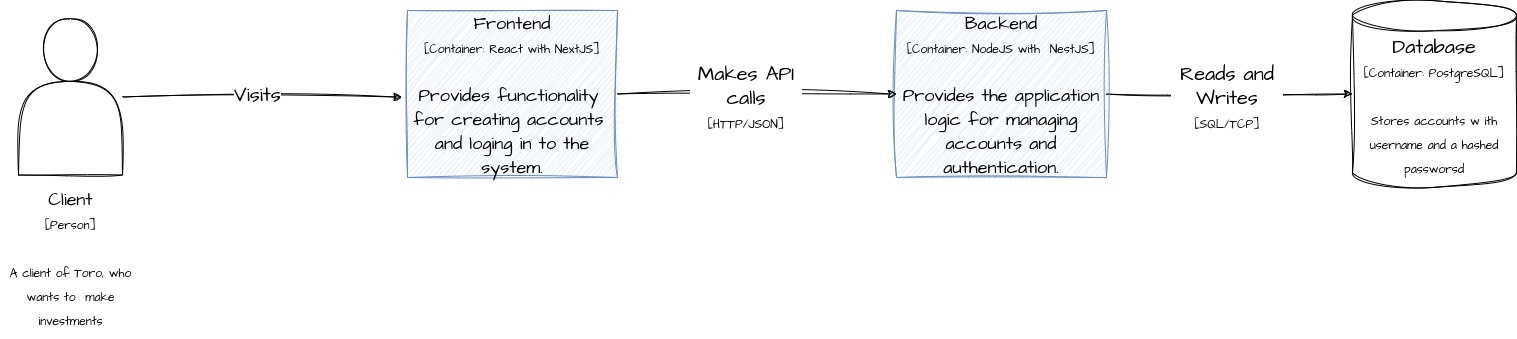 Client
[Person]
A client of Toro, who
wants to make
investments
Visits
Frontend
[Container: React with NextJS]
Provides functionality
for creating accounts
and loging in to the
system.
Makes API
calls
[HTTP/JSON]
Backend
[Container: NodeJS with NestJS]
Provides the application
logic for managing
accounts and
authentication.
Reads and
Writes
[SQL/TCP]
Database
[Container: PostgreSQL]
Stores accounts w ith
username and a hashed
passworsd